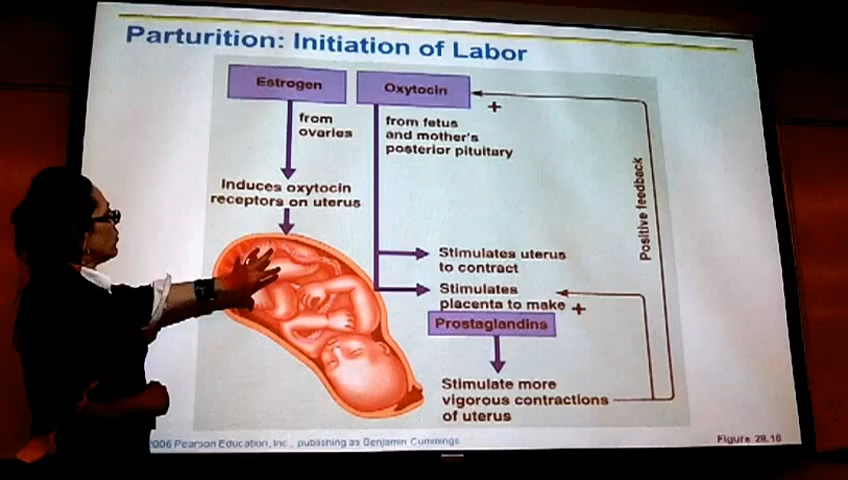 Parturition: Initiation of Labor
Estrogen
Oxytocin
+
from
ovaries
from fetus
and mother's
posterior pituitary
Induces oxytocin
receptors on uterus
Positive feedback
Stimulates uterus
to contract
Stimulates
placenta to make
+
Prostaglandins
Stimulate more
vigorous contractions
of uterus
2006 Pearson Education, Inc., publishing as Benjamin Cummings
Figure 28.16